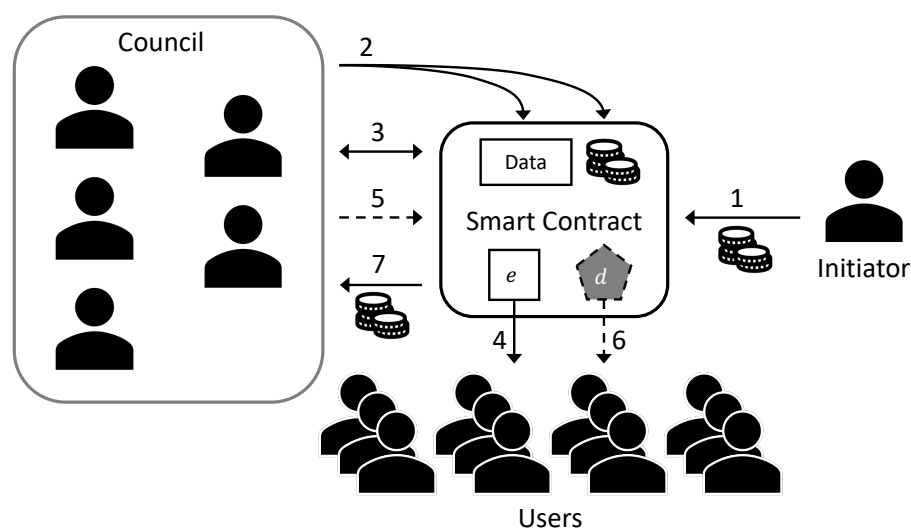 Council
2
3
5
7
Data
Smart Contract
e
d
1
Initiator
4
6
Users